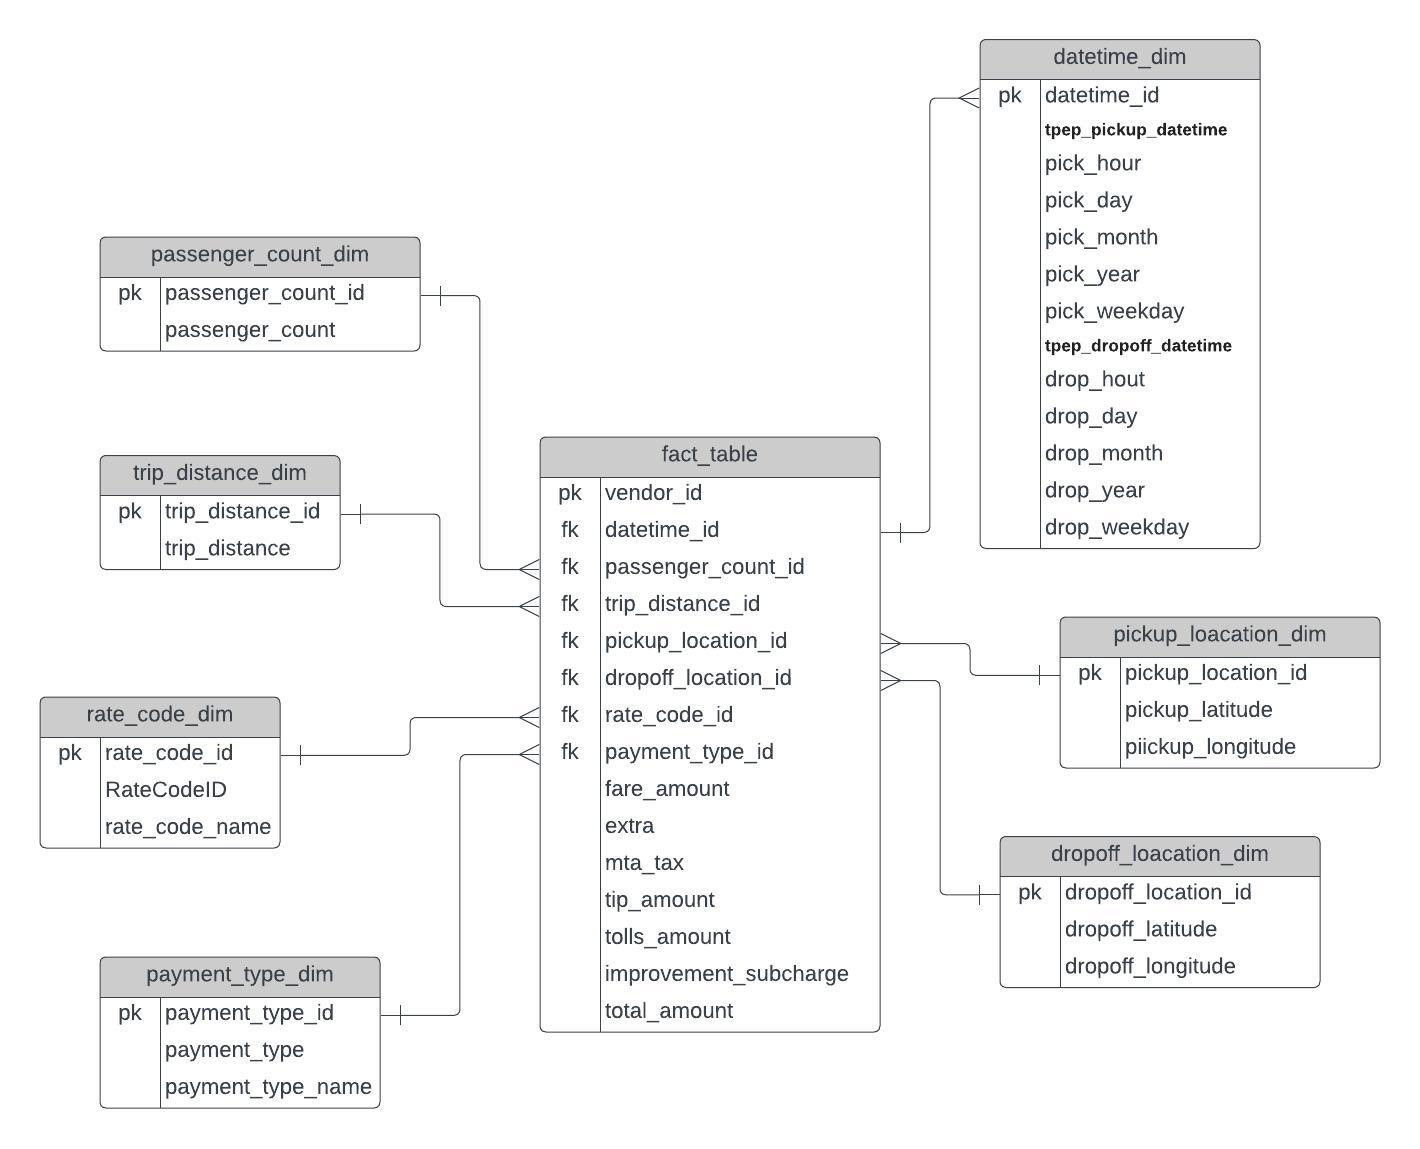 datetime_dim
pk datetime_id
tpep_pickup_datetime
pick_hour
pick_day
pick_month
pick_year
pick_weekday
tpep_dropoff_datetime
drop_hout
drop_day
drop_month
drop_year
drop_weekday
passenger_count_dim
pk passenger_count_id
passenger_count
trip_distance_dim
pk trip_distance_id
trip_distance
fact_table
pk vendor_id
fk datetime_id
fk passenger_count_id
fk trip_distance_id
fk pickup_location_id
fk dropoff_location_id
fk rate_code_id
fk payment_type_id
fare_amount
extra
mta_tax
tip_amount
tolls_amount
improvement_subcharge
total_amount
pickup_loacation_dim
pk pickup_location_id
pickup_latitude
piickup_longitude
rate_code_dim
pk rate_code_id
RateCodeID
rate_code_name
dropoff_loacation_dim
pk dropoff_location_id
dropoff_latitude
dropoff_longitude
payment_type_dim
pk payment_type_id
payment_type
payment_type_name